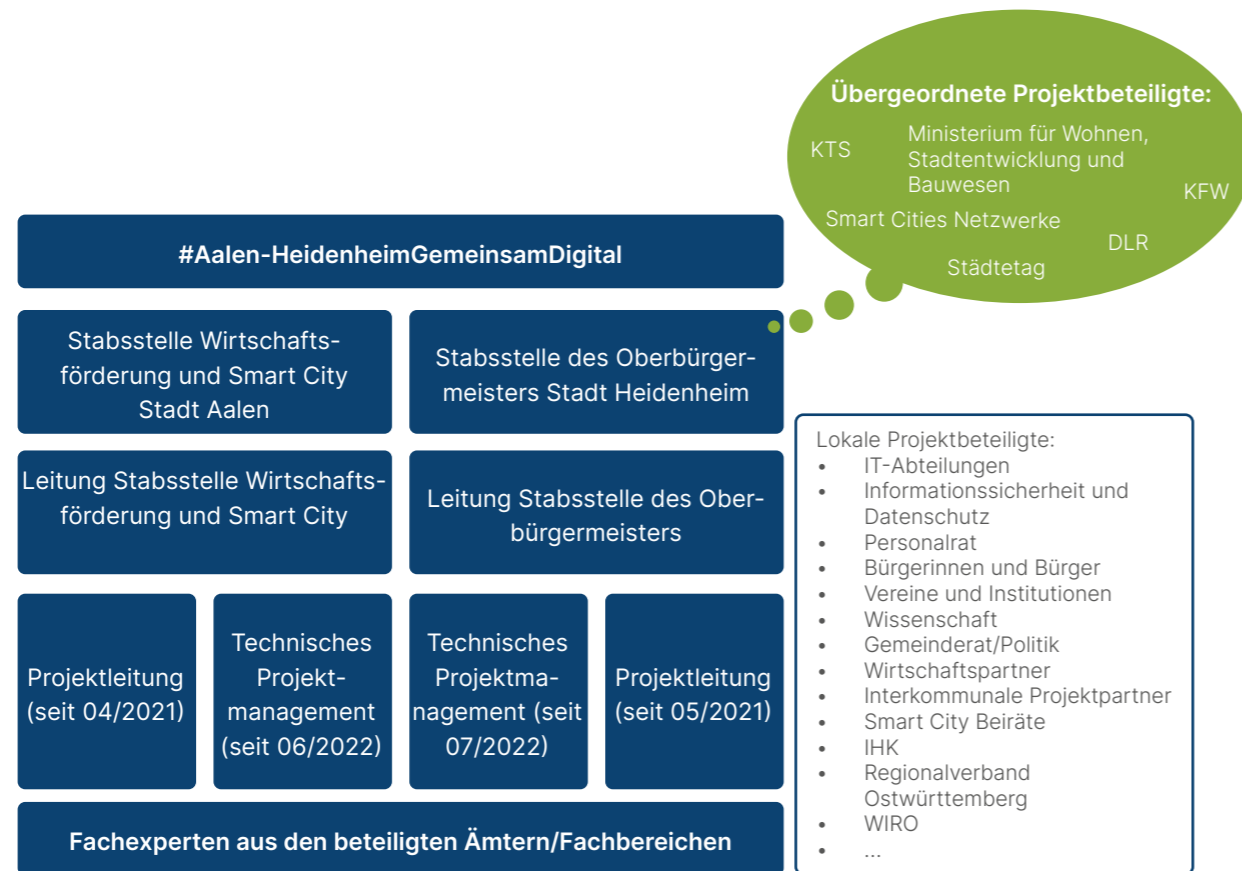 Übergeordnete Projektbeteiligte:
KTS
Ministerium für Wohnen,
Stadtentwicklung und
Bauwesen
KFW
Smart Cities Netzwerke
DLR
Städtetag
#Aalen-HeidenheimGemeinsamDigital
Stabsstelle Wirtschafts-
förderung und Smart City
Stadt Aalen
Stabsstelle des Oberbürger-
meisters Stadt Heidenheim
Leitung Stabsstelle Wirtschafts-
förderung und Smart City
Leitung Stabsstelle des Ober-
bürgermeisters
Projektleitung
(seit 04/2021)
Technisches
Projekt-
management
(seit 06/2022)
Technisches
Projektma-
nagement (seit
07/2022)
Projektleitung
(seit 05/2021)
Fachexperten aus den beteiligten Ämtern/Fachbereichen
Lokale Projektbeteiligte:
• IT-Abteilungen
• Informationssicherheit und
Datenschutz
• Personalrat
• Bürgerinnen und Bürger
• Vereine und Institutionen
• Wissenschaft
• Gemeinderat/Politik
• Wirtschaftspartner
• Interkommunale Projektpartner
• Smart City Beiräte
• IHK
• Regionalverband
Ostwürttemberg
• WIRO
• ...